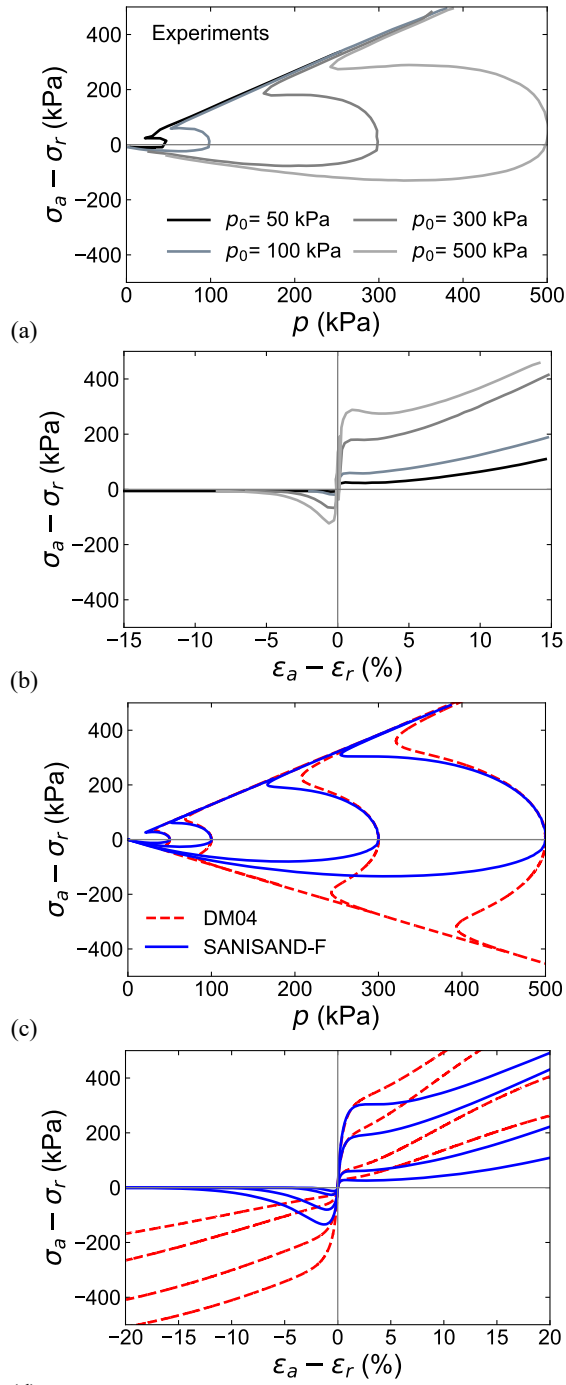 Experiments
400
200
0
−200
−400
σa − σr (kPa)
p0= 50 kPa
p0= 300 kPa
p0= 100 kPa
p0= 500 kPa
0 100 200 300 400 500
p (kPa)
(a)
400
200
0
−200
−400
σa − σr (kPa)
−15 −10 −5 0 5 10 15
εa − εr (%)
(b)
400
200
0
−200
−400
σa − σr (kPa)
DM04
SANISAND-F
0 100 200 300 400 500
p (kPa)
(c)
400
200
0
−200
−400
σa − σr (kPa)
−20 −15 −10 −5 0 5 10 15 20
εa − εr (%)